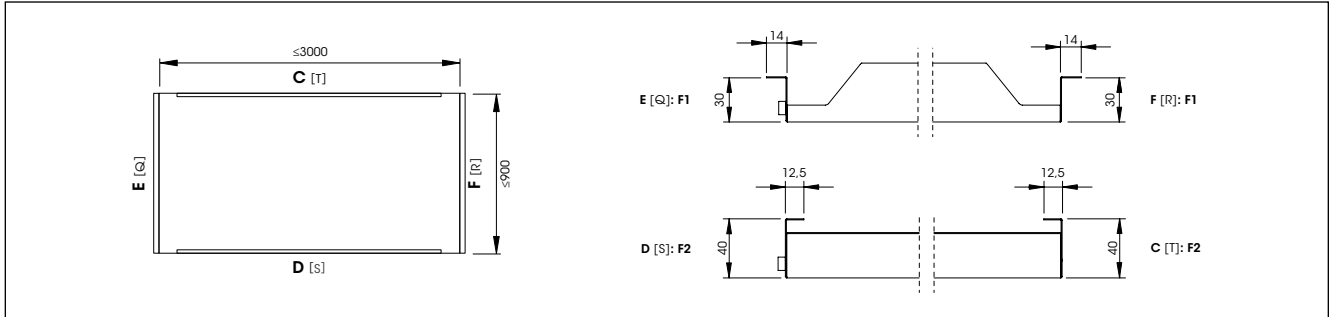 ≤3000
C [T]
E [Q]
F [R]
≤900
D [S]
14
14
E [Q]: F1
30
30
F [R]: F1
12,5
12,5
D [S]: F2
40
40
C [T]: F2